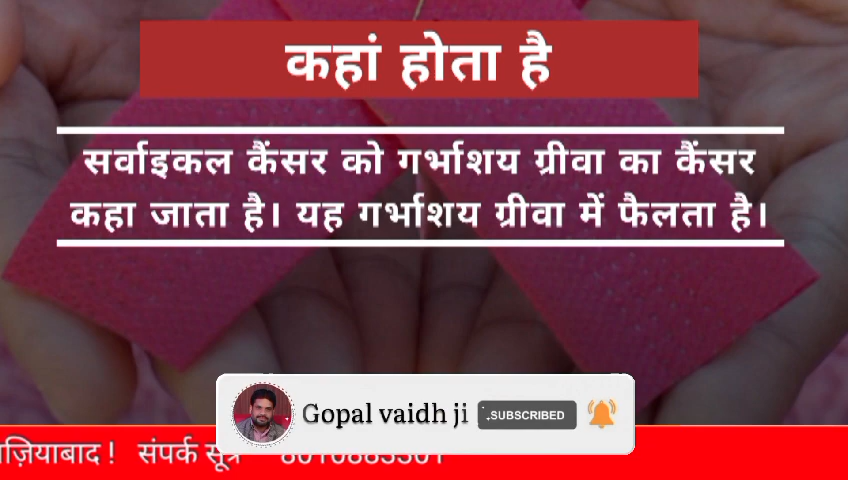 कहां होता है
सर्वाइकल कैंसर को गर्भाशय ग्रीवा का कैंसर
कहा जाता है। यह गर्भाशय ग्रीवा में फैलता है।
Gopal vaidh ji SUBSCRIBED
ाज़ियाबाद ! संपर्क सूत्र